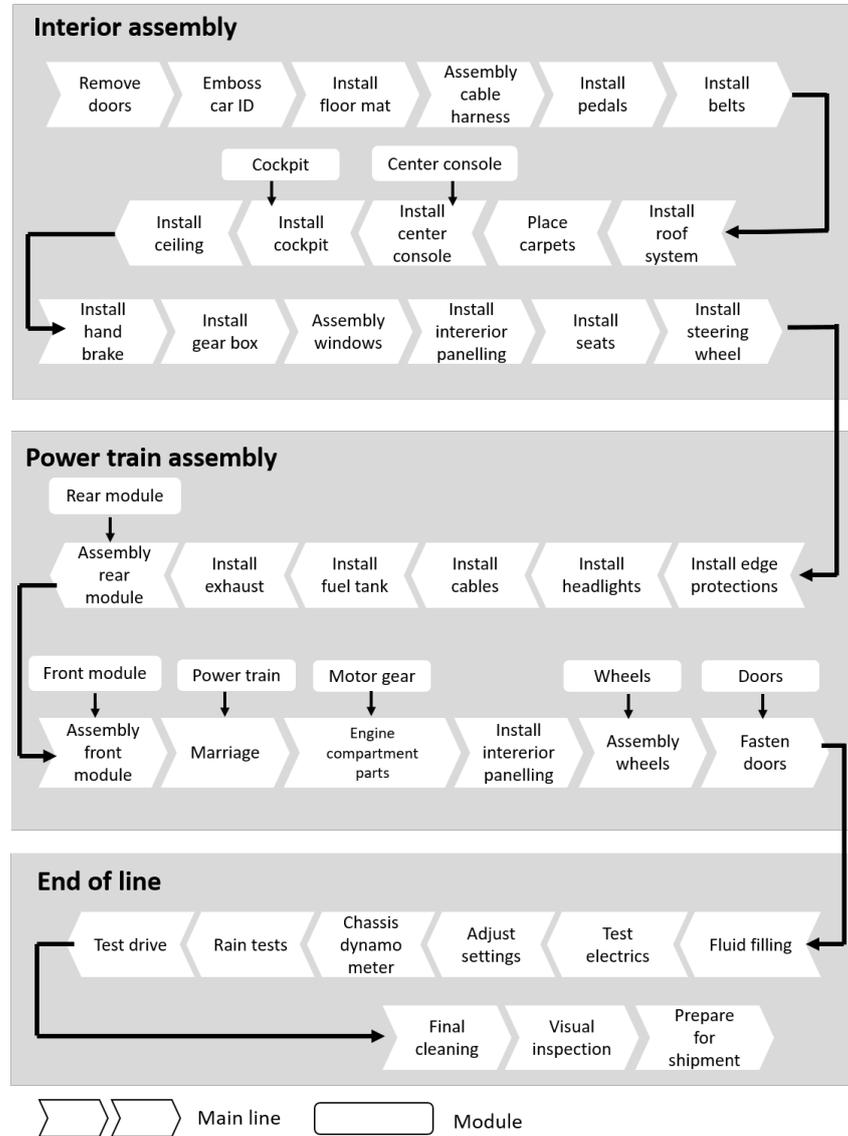 Interior assembly
Remove
doors
Emboss
car ID
Install
floor mat
Assembly
cable
harness
Install
pedals
Install
belts
Cockpit
Center console
Install
ceiling
Install
cockpit
Install
center
console
Place
carpets
Install
roof
system
Install
hand
brake
Install
gear box
Assembly
windows
Install
intererior
panelling
Install
seats
Install
steering
wheel
Power train assembly
Rear module
Assembly
rear
module
Install
exhaust
Install
fuel tank
Install
cables
Install
headlights
Install edge
protections
Front module
Power train
Motor gear
Wheels
Doors
Assembly
front
module
Marriage
Engine
compartment
parts
Install
intererior
panelling
Assembly
wheels
Fasten
doors
End of line
Test drive
Rain tests
Chassis
dynamo
meter
Adjust
settings
Test
electrics
Fluid filling
Final
cleaning
Visual
inspection
Prepare
for
shipment
Main line
Module